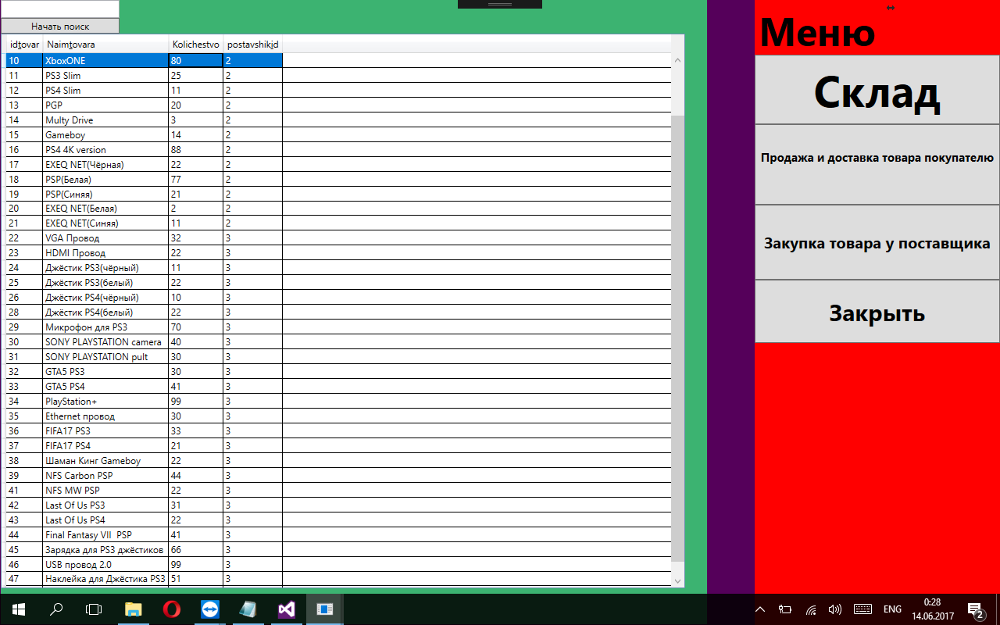 Начать поиск
idtovar Naimtovara Kolichestvo postavshikid
10 XboxONE 80 2
11 PS3 Slim 25 2
12 PS4 Slim 11 2
13 PGP 20 2
14 Multy Drive 3 2
15 Gameboy 14 2
16 PS4 4K version 88 2
17 EXEQ NET(Чёрная) 22 2
18 PSP(Белая) 77 2
19 PSP(Синяя) 21 2
20 EXEQ NET(Белая) 2 2
21 EXEQ NET(Синяя) 11 2
22 VGA Провод 32 3
23 HDMI Провод 22 3
24 Джёстик PS3(чёрный) 11 3
25 Джёстик PS3(белый) 22 3
26 Джёстик PS4(чёрный) 10 3
28 Джёстик PS4(белый) 22 3
29 Микрофон для PS3 70 3
30 SONY PLAYSTATION camera 40 3
31 SONY PLAYSTATION pult 30 3
32 GTA5 PS3 30 3
33 GTA5 PS4 41 3
34 PlayStation+ 99 3
35 Ethernet провод 30 3
36 FIFA17 PS3 33 3
37 FIFA17 PS4 21 3
38 Шаман Кинг Gameboy 22 3
39 NFS Carbon PSP 44 3
41 NFS MW PSP 22 3
42 Last Of Us PS3 31 3
43 Last Of Us PS4 22 3
44 Final Fantasy VII  PSP 41 3
45 Зарядка для PS3 джёстиков 66 3
46 USB провод 2.0 99 3
47 Наклейка для Джёстика PS3 51 3
Меню
Склад
Продажа и доставка товара покупателю
Закупка товара у поставщика
Закрыть
ENG
0:28
14.06.2017
2